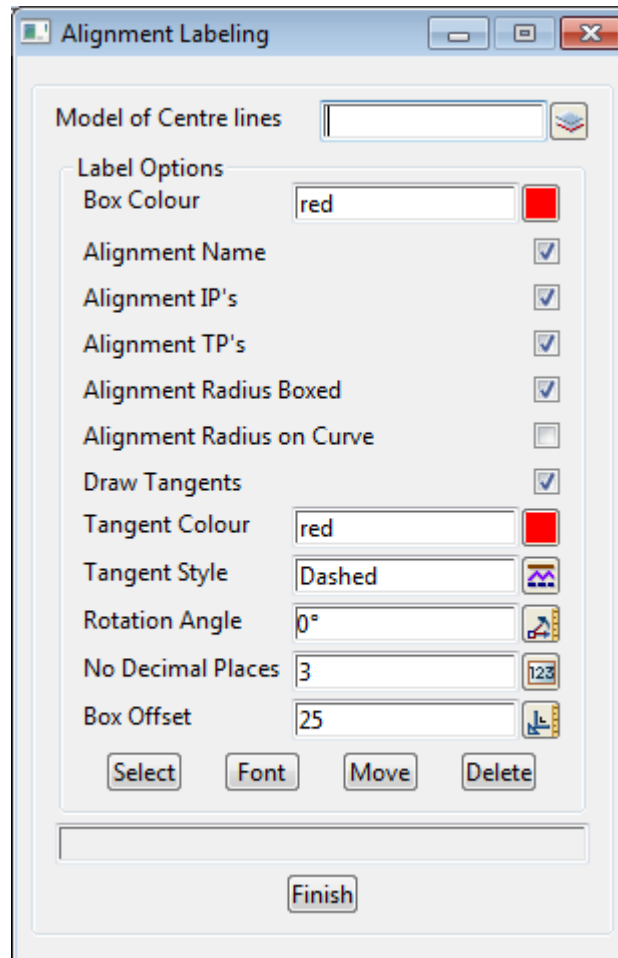 Alignment Labeling
Model of Centre lines
Label Options
Box Colour red
Alignment Name
Alignment IP's
Alignment TP's
Alignment Radius Boxed
Alignment Radius on Curve
Draw Tangents
Tangent Colour red
Tangent Style Dashed
Rotation Angle 0°
No Decimal Places 3 123
Box Offset 25
Select Font Move Delete
Finish